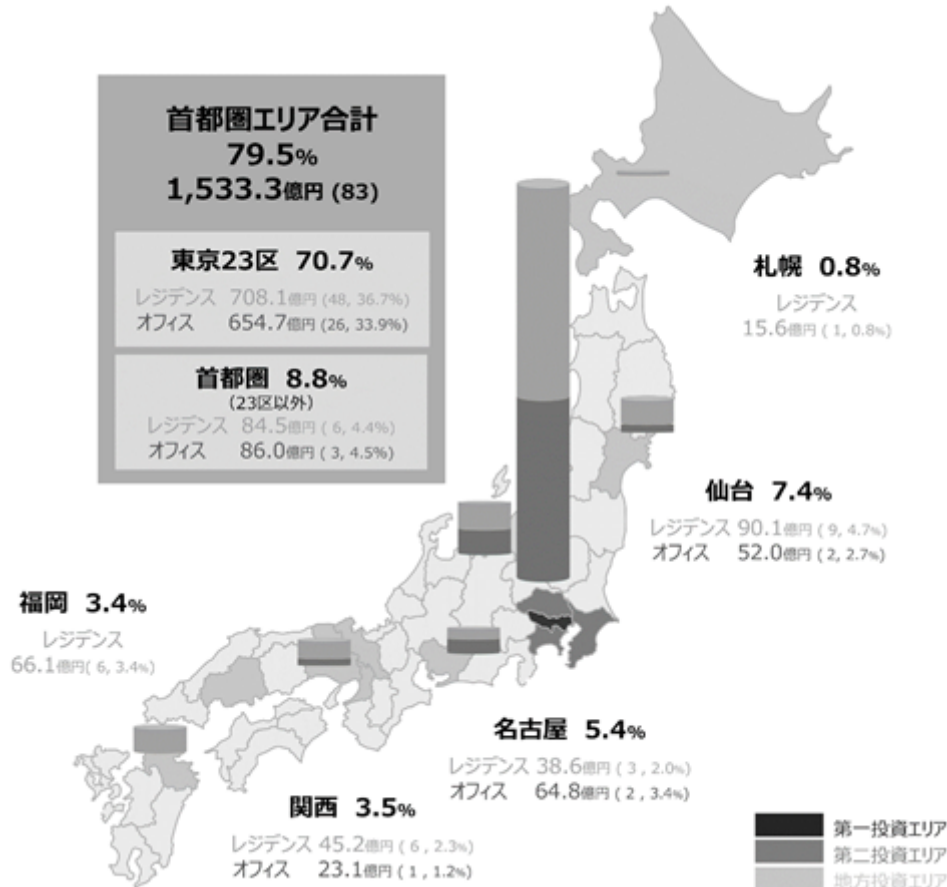 首都圏エリア合計
79.5%
1,533.3億円 (83)
東京23区 70.7%
レジデンス 708.1億円 (48, 36.7%)
オフィス 654.7億円 (26, 33.9%)
首都圏 8.8%
(23区以外)
レジデンス 84.5億円 ( 6, 4.4%)
オフィス 86.0億円 ( 3, 4.5%)
札幌 0.8%
レジデンス
15.6億円 ( 1, 0.8%)
仙台 7.4%
レジデンス 90.1億円 ( 9, 4.7%)
オフィス 52.0億円 ( 2, 2.7%)
福岡 3.4%
レジデンス
66.1億円( 6, 3.4%)
名古屋 5.4%
レジデンス 38.6億円 ( 3 , 2.0%)
オフィス 64.8億円 ( 2 , 3.4%)
関西 3.5%
レジデンス 45.2億円 ( 6 , 2.3%)
オフィス 23.1億円 ( 1 , 1.2%)
第一投資エリア
第二投資エリア
地方投資エリア